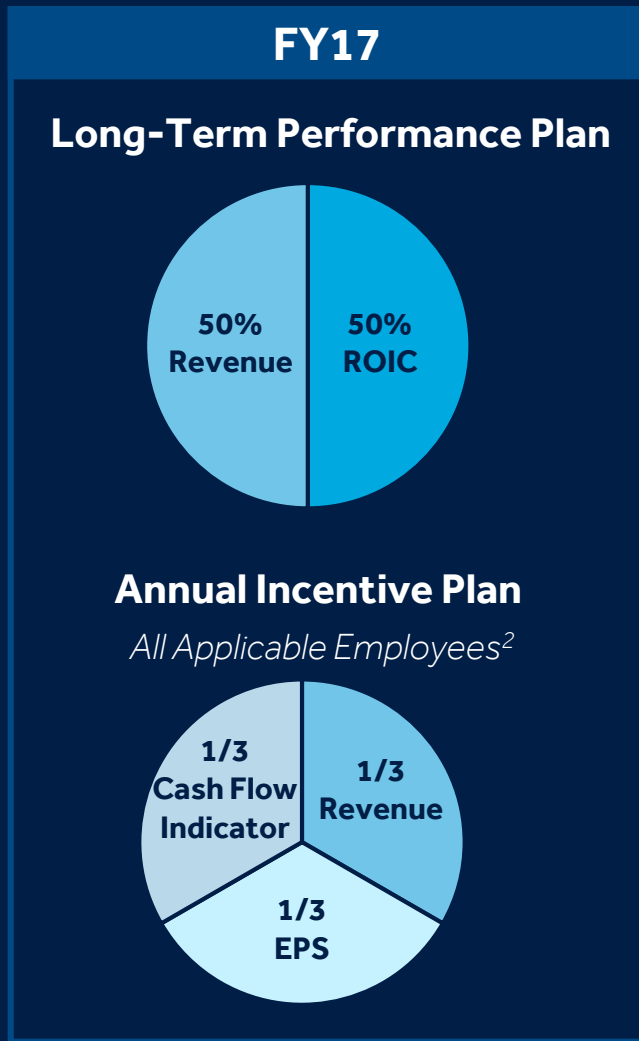 FY17
Long-Term Performance Plan
50%
Revenue
50%
ROIC
Annual Incentive Plan
All Applicable Employees²
1/3
Cash Flow
Indicator
1/3
Revenue
1/3
EPS